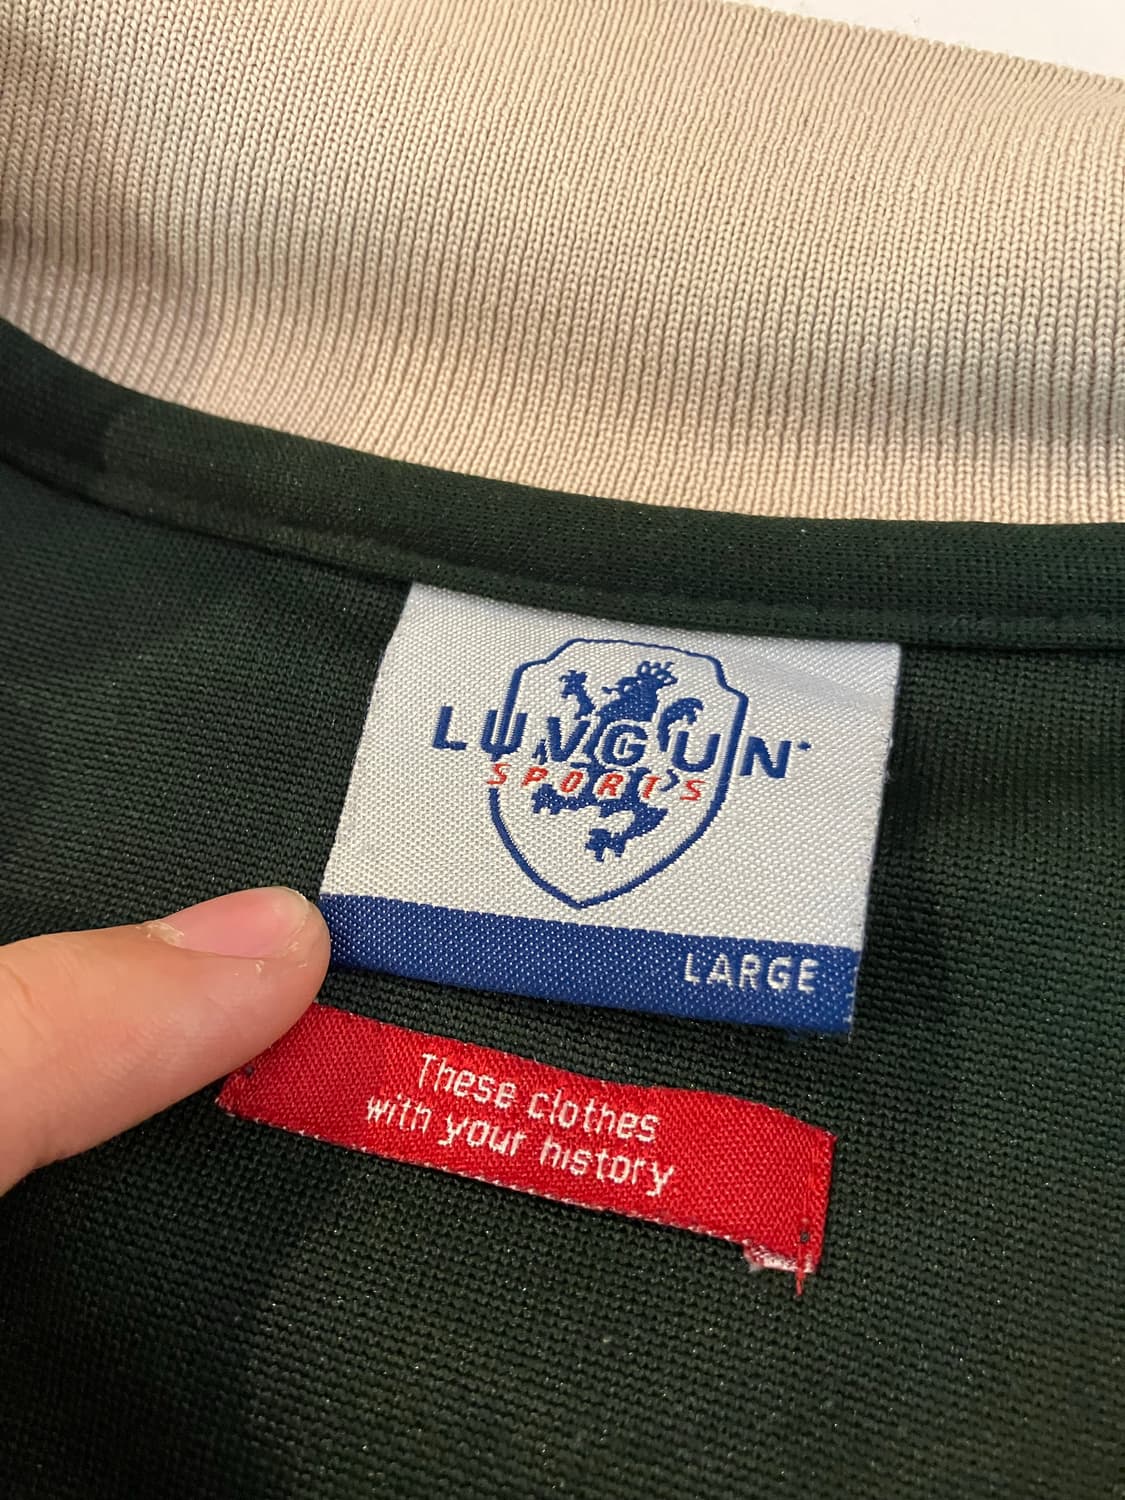 LUVGUN
SPORTS
LARGE
These clothes
with your history